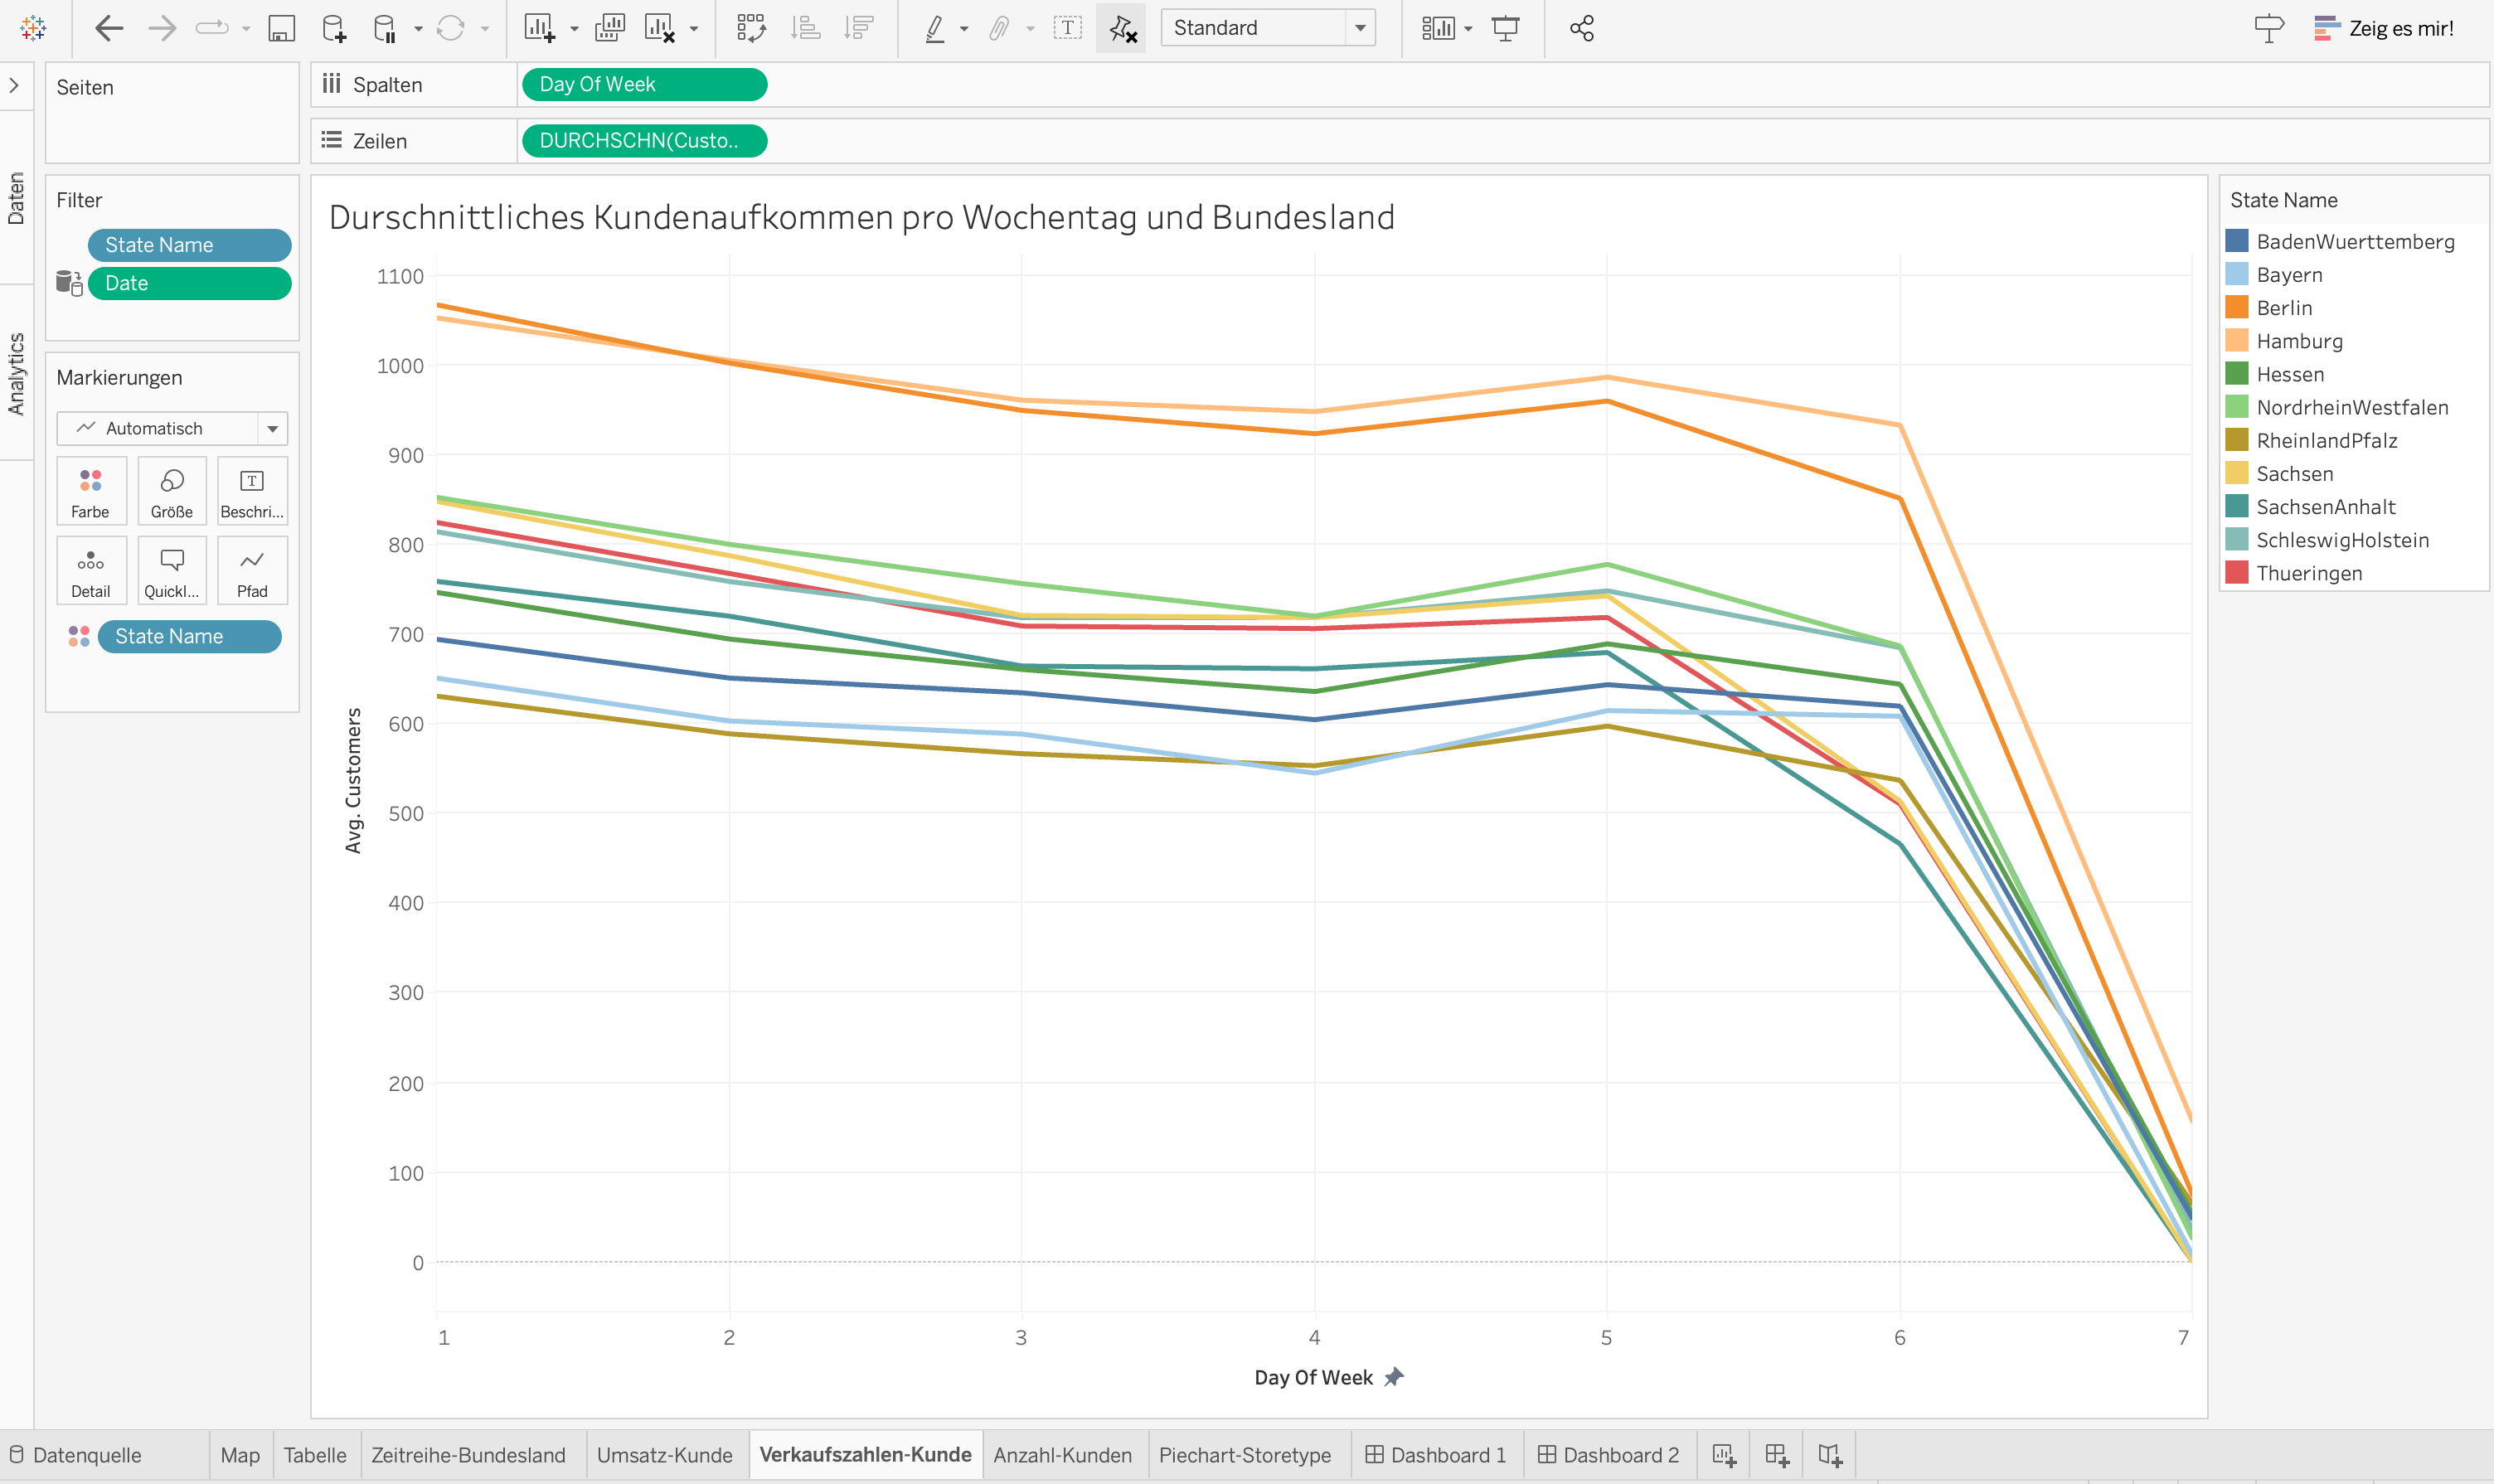 Standard
Zeig es mir!
Seiten
Spalten
Day Of Week
Zeilen
DURCHSCHN(Custo..
Daten
Analytics
Filter
State Name
Date
Markierungen
Automatisch
Farbe
Größe
Beschri...
Detail
QuickI...
Pfad
State Name
Durschnittliches Kundenaufkommen pro Wochentag und Bundesland
1100
1000
900
800
700
600
500
400
300
200
100
0
Avg. Customers
1 2 3 4 5 6 7
Day Of Week
State Name
BadenWuerttemberg
Bayern
Berlin
Hamburg
Hessen
NordrheinWestfalen
RheinlandPfalz
Sachsen
SachsenAnhalt
SchleswigHolstein
Thueringen
Datenquelle Map Tabelle Zeitreihe-Bundesland Umsatz-Kunde Verkaufszahlen-Kunde Anzahl-Kunden Piechart-Storetype Dashboard 1 Dashboard 2